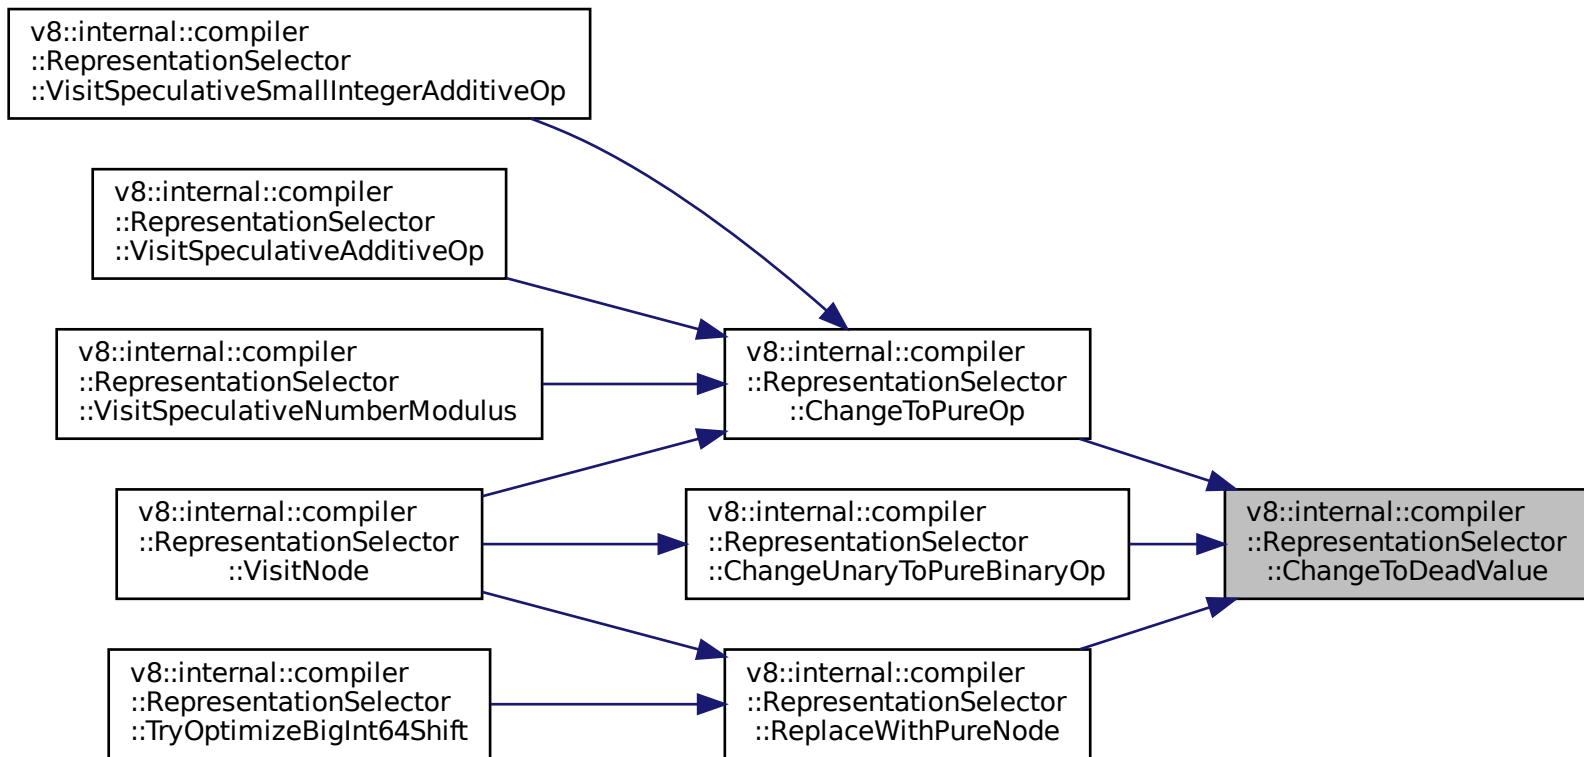 v8::internal::compiler
::RepresentationSelector
::VisitSpeculativeSmallIntegerAdditiveOp
v8::internal::compiler
::RepresentationSelector
::VisitSpeculativeAdditiveOp
v8::internal::compiler
::RepresentationSelector
::VisitSpeculativeNumberModulus
v8::internal::compiler
::RepresentationSelector
::ChangeToPureOp
v8::internal::compiler
::RepresentationSelector
::VisitNode
v8::internal::compiler
::RepresentationSelector
::ChangeUnaryToPureBinaryOp
v8::internal::compiler
::RepresentationSelector
::ChangeToDeadValue
v8::internal::compiler
::RepresentationSelector
::TryOptimizeBigInt64Shift
v8::internal::compiler
::RepresentationSelector
::ReplaceWithPureNode